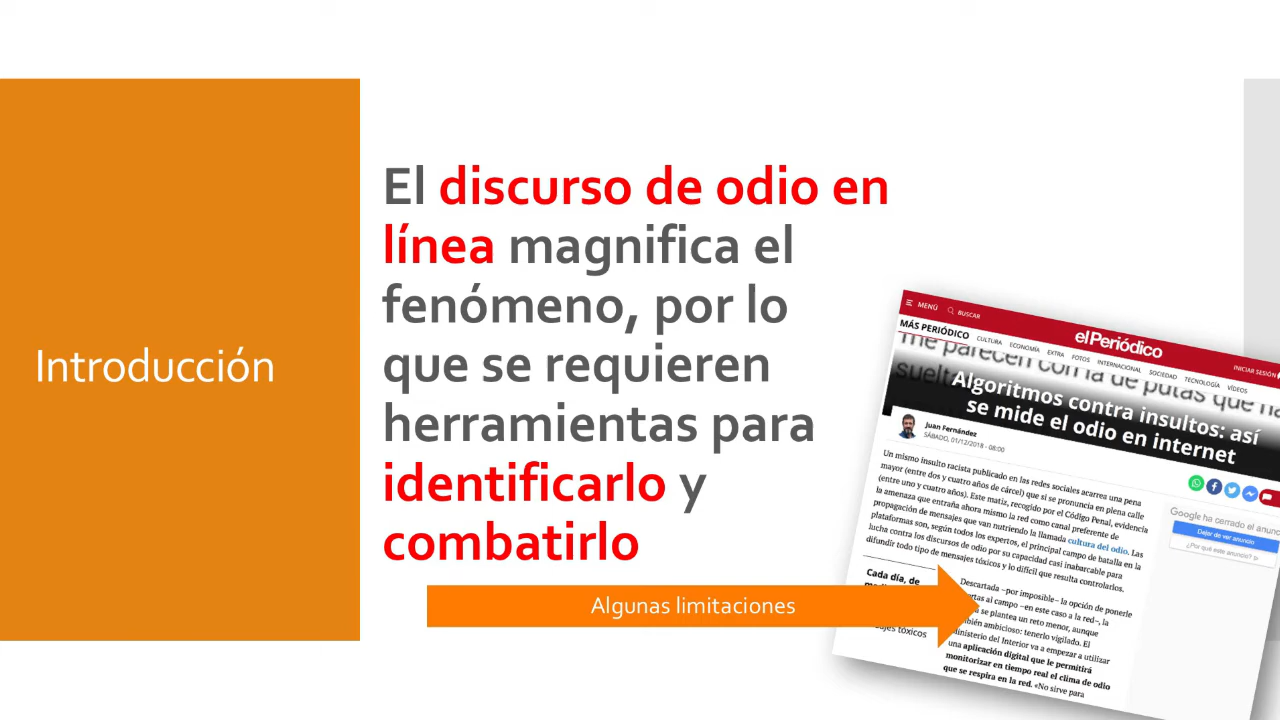 Introducción
El discurso de odio en
línea magnifica el
fenómeno, por lo
que se requieren
herramientas para
identificarlo y
combatirlo
Algunas limitaciones
MENÚ BUSCAR
elPeriódico
INICIAR SESIÓN
MÁS PERIÓDICO CULTURA ECONOMÍA EXTRA FOTOS INTERNACIONAL SOCIEDAD TECNOLOGÍA VÍDEOS
me parecen con la de putas que
suelt
Algoritmos contra insultos: así
se mide el odio en internet
Juan Fernández
SÁBADO, 01/12/2018 - 08:00
Un mismo insulto racista publicado en las redes sociales acarrea una pena
mayor (entre dos y cuatro años de cárcel) que si se pronuncia en plena calle
(entre uno y cuatro años). Este matiz, recogido por el Código Penal, evidencia
la amenaza que entraña ahora mismo la red como canal preferente de
propagación de mensajes que van nutriendo la llamada cultura del odio. Las
plataformas son, según todos los expertos, el principal campo de batalla en la
lucha contra los discursos de odio por su capacidad casi inabarcable para
difundir todo tipo de mensajes tóxicos y lo difícil que resulta controlarlos.
Google ha cerrado el anunc
Dejar de ver anuncio
¿Por qué este anuncio?
Cada día, de
tóxicos
Descartada –por imposible– la opción de ponerle
al campo –en este caso a la red–, la
se plantea un reto menor, aunque
ambicioso: tenerlo vigilado. El
inisterio del Interior va a empezar a utilizar
una aplicación digital que le permitirá
monitorizar en tiempo real el clima de odio
que se respira en la red. «No sirve para